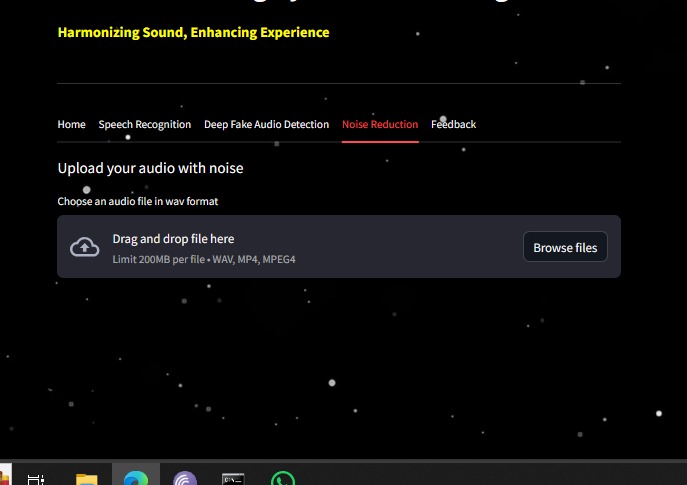 Harmonizing Sound, Enhancing Experience
Home Speech Recognition Deep Fake Audio Detection Noise Reduction Feedback
Upload your audio with noise
Choose an audio file in wav format
Drag and drop file here
Limit 200MB per file • WAV, MP4, MPEG4
Browse files